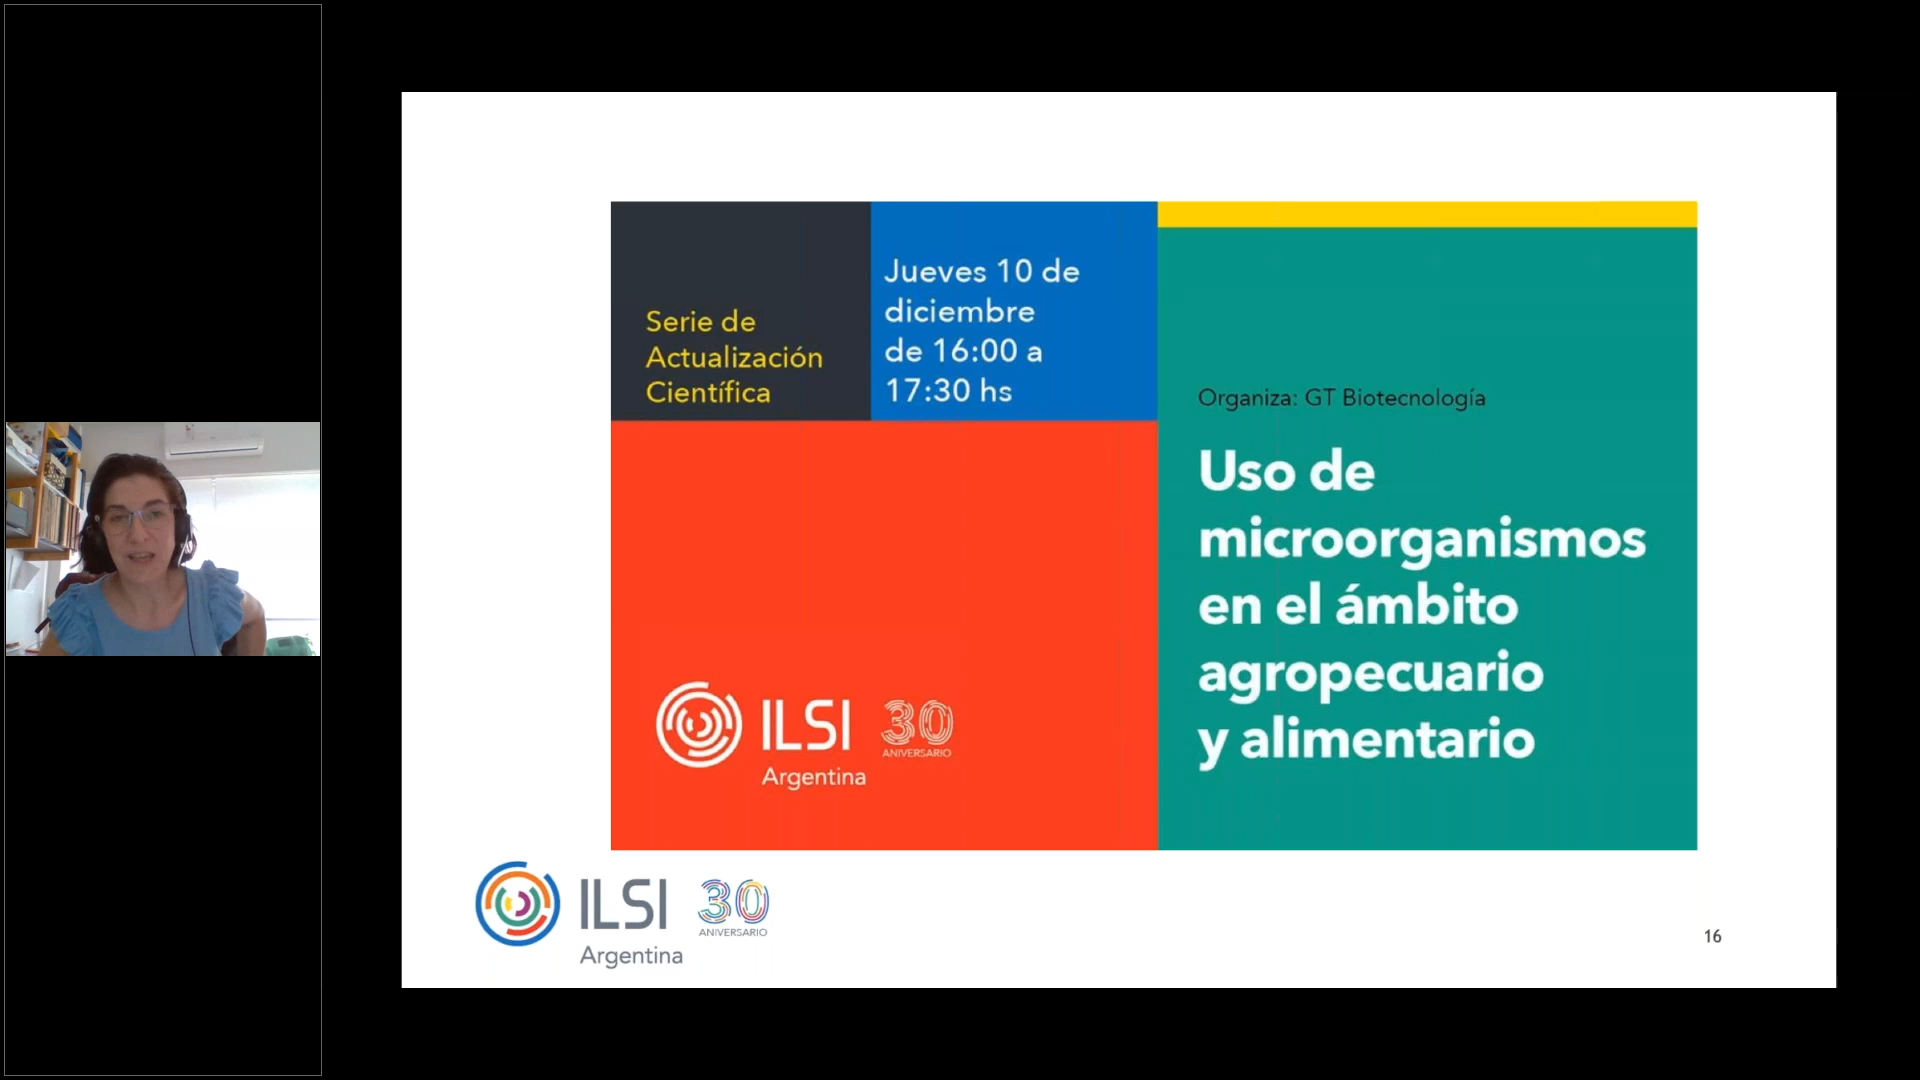 Serie de
Actualización
Científica
Jueves 10 de
diciembre
de 16:00 a
17:30 hs
Organiza: GT Biotecnología
Uso de
microorganismos
en el ámbito
agropecuario
y alimentario
ILSI
Argentina
30
ANIVERSARIO
ILSI
Argentina
30
ANIVERSARIO
16